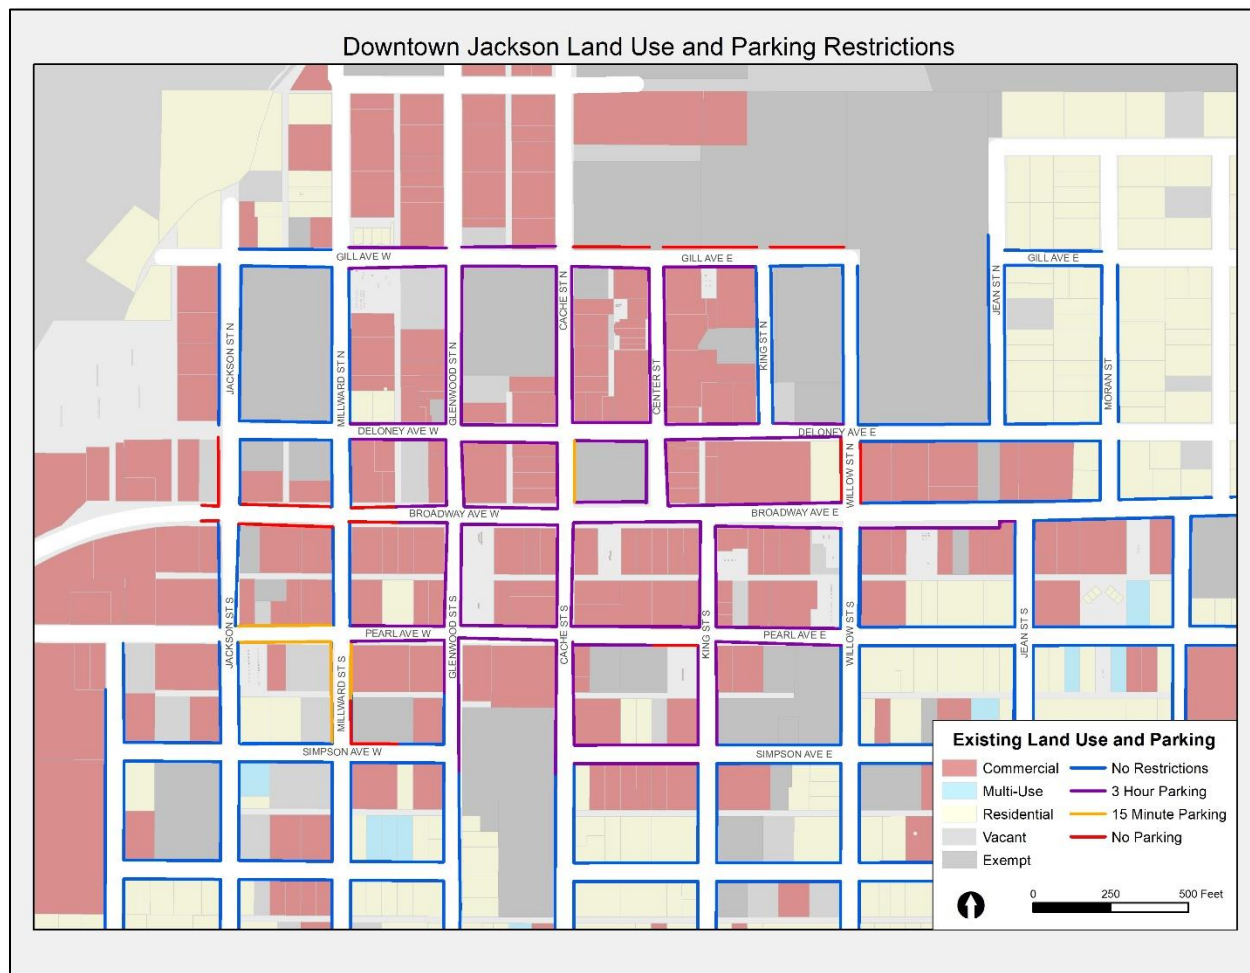 Downtown Jackson Land Use and Parking Restrictions
GILL AVE W
GILL AVE E
GILL AVE E
JACKSON ST N
MILLWARD ST N
GLENWOOD ST N
CACHE ST N
CENTER ST
KING ST N
JEAN ST N
MORAN ST
DELONEY AVE W
DELONEY AVE E
WILLOW ST N
BROADWAY AVE W
BROADWAY AVE E
JACKSON ST S
MILLWARD ST S
GLENWOOD ST S
CACHE ST S
KING ST S
WILLOW ST S
JEAN ST S
PEARL AVE W
PEARL AVE E
SIMPSON AVE W
SIMPSON AVE E
Existing Land Use and Parking
Commercial
Multi-Use
Residential
Vacant
Exempt
No Restrictions
3 Hour Parking
15 Minute Parking
No Parking
0 250 500 Feet